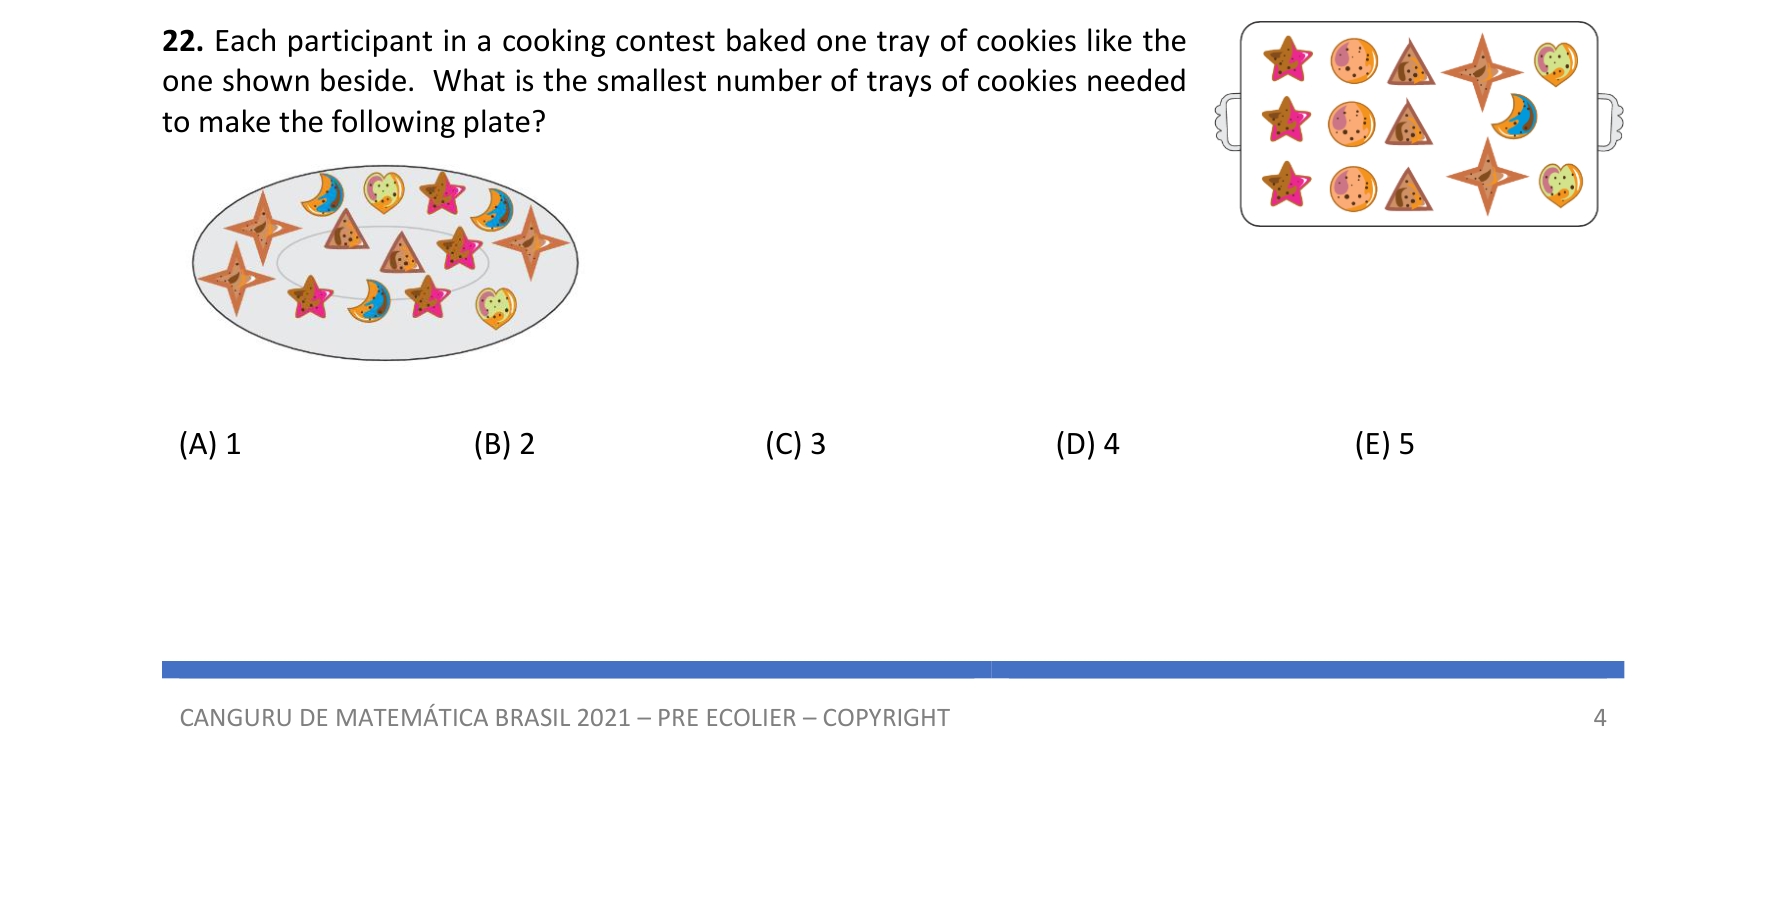 22. Each participant in a cooking contest baked one tray of cookies like the
one shown beside. What is the smallest number of trays of cookies needed
to make the following plate?
(A) 1 (B) 2 (C) 3 (D) 4 (E) 5
CANGURU DE MATEMÁTICA BRASIL 2021 – PRE ECOLIER – COPYRIGHT 4